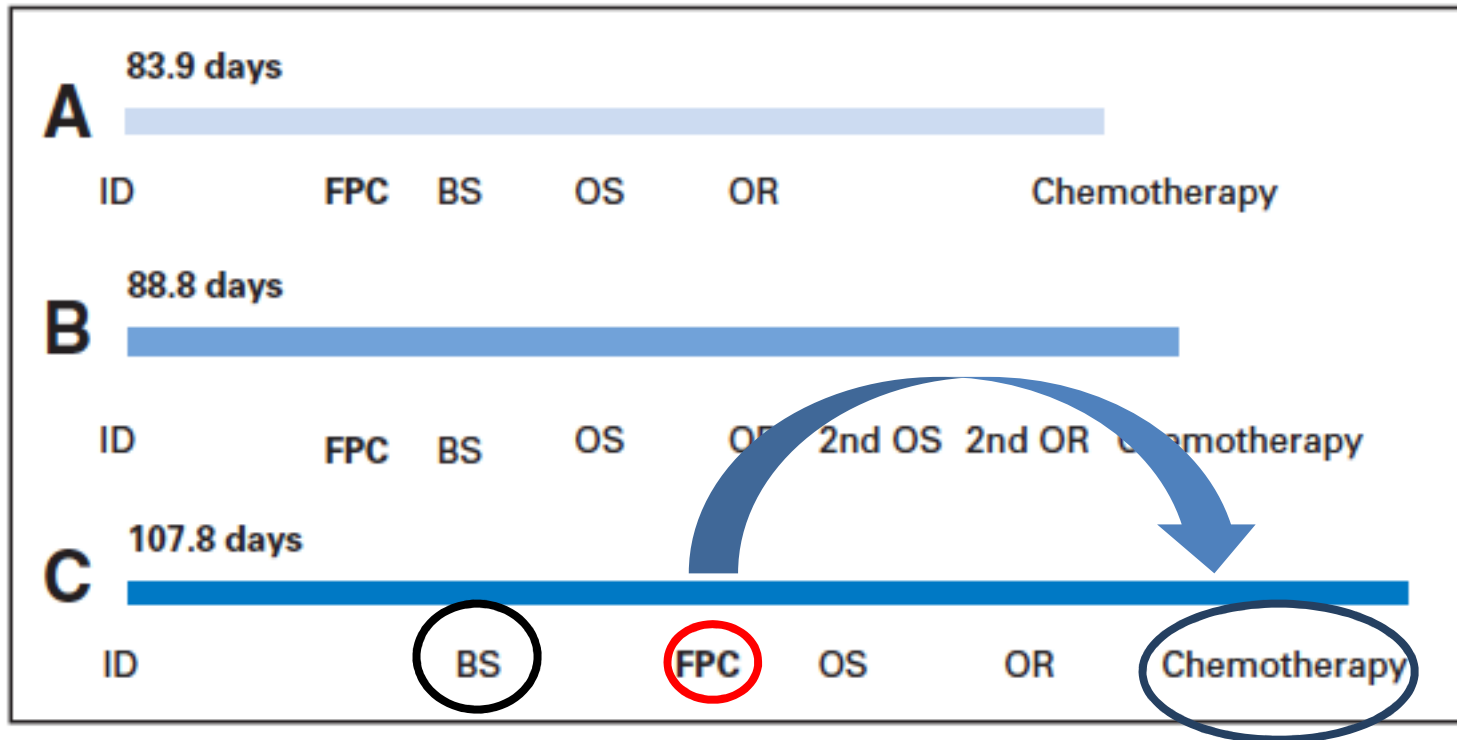 83.9 days
A
ID FPC BS OS OR Chemotherapy
88.8 days
B
ID FPC BS OS 2nd OS 2nd OR
107.8 days
C
ID BS FPC OS OR Chemotherapy